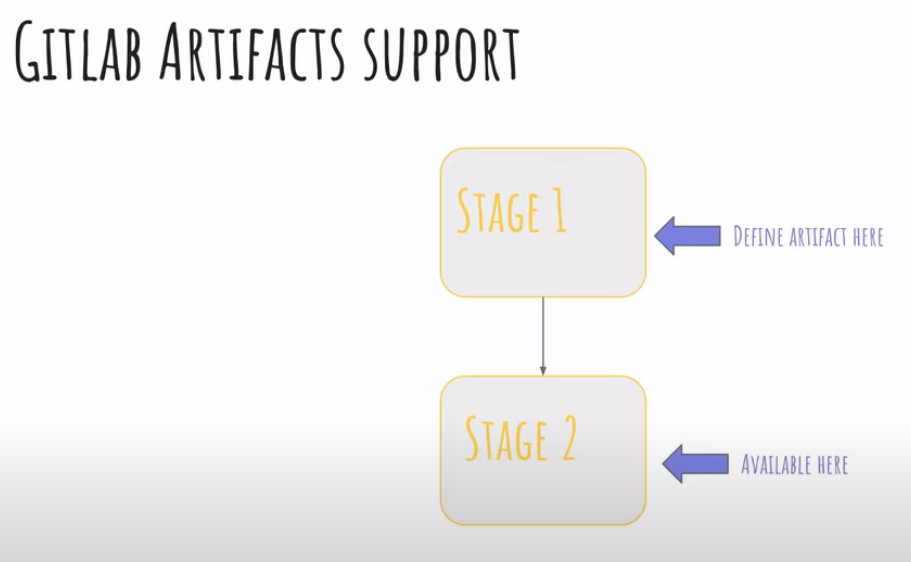 GITLAB ARTIFACTS SUPPORT
STAGE 1
DEFINE ARTIFACT HERE
STAGE 2
AVAILABLE HERE